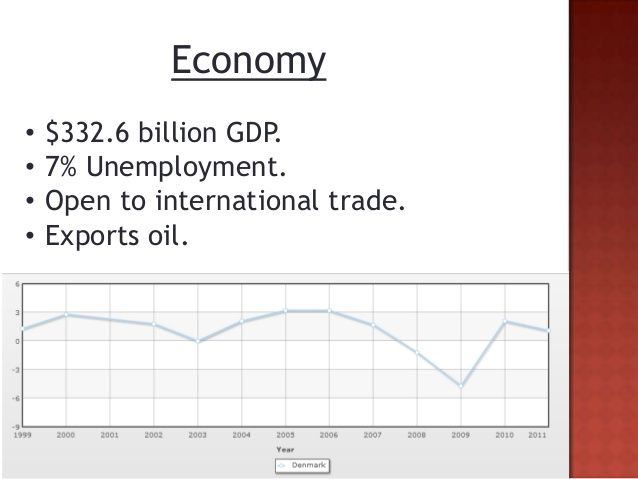 Economy
• $332.6 billion GDP.
• 7% Unemployment.
• Open to international trade.
• Exports oil.
6
3
0
-3
-6
-9
1999 2000 2001 2002 2003 2004 2005 2006 2007 2008 2009 2010 2011
Year
Denmark